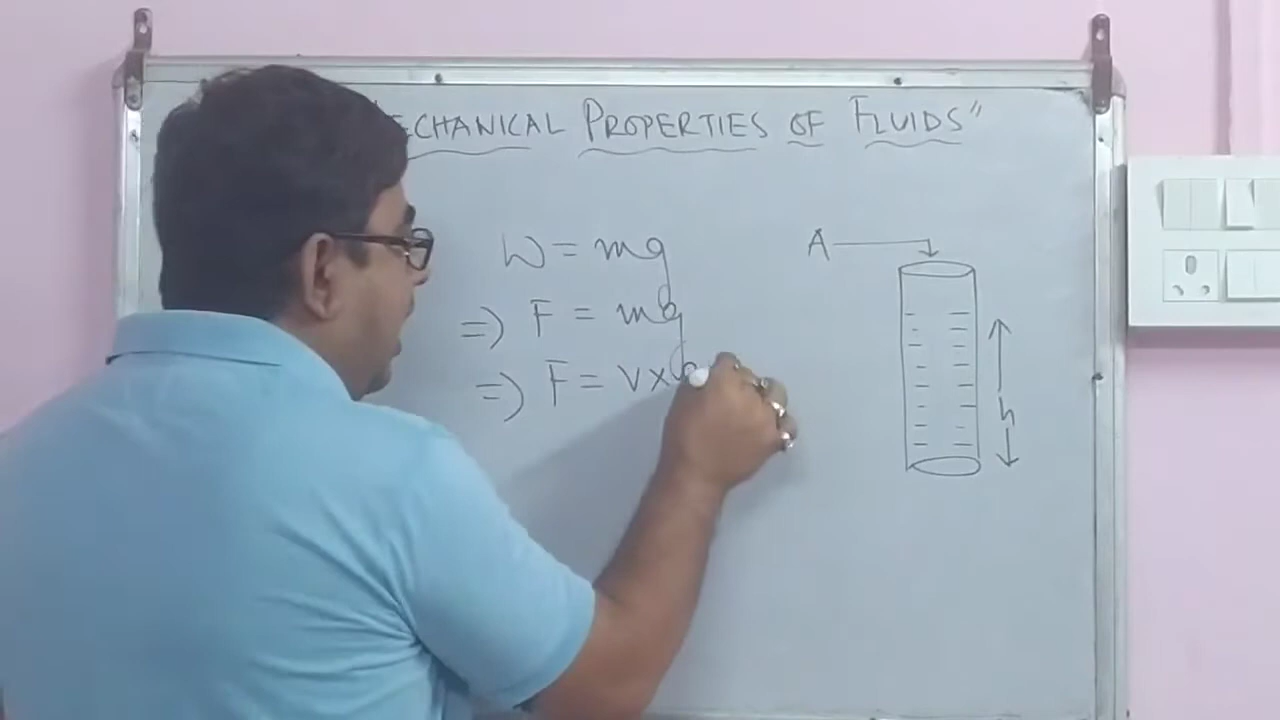 ECHANICAL PROPERTIES OF FLUIDS"
W = mg
=> F = mg
=> F = V x
A
h